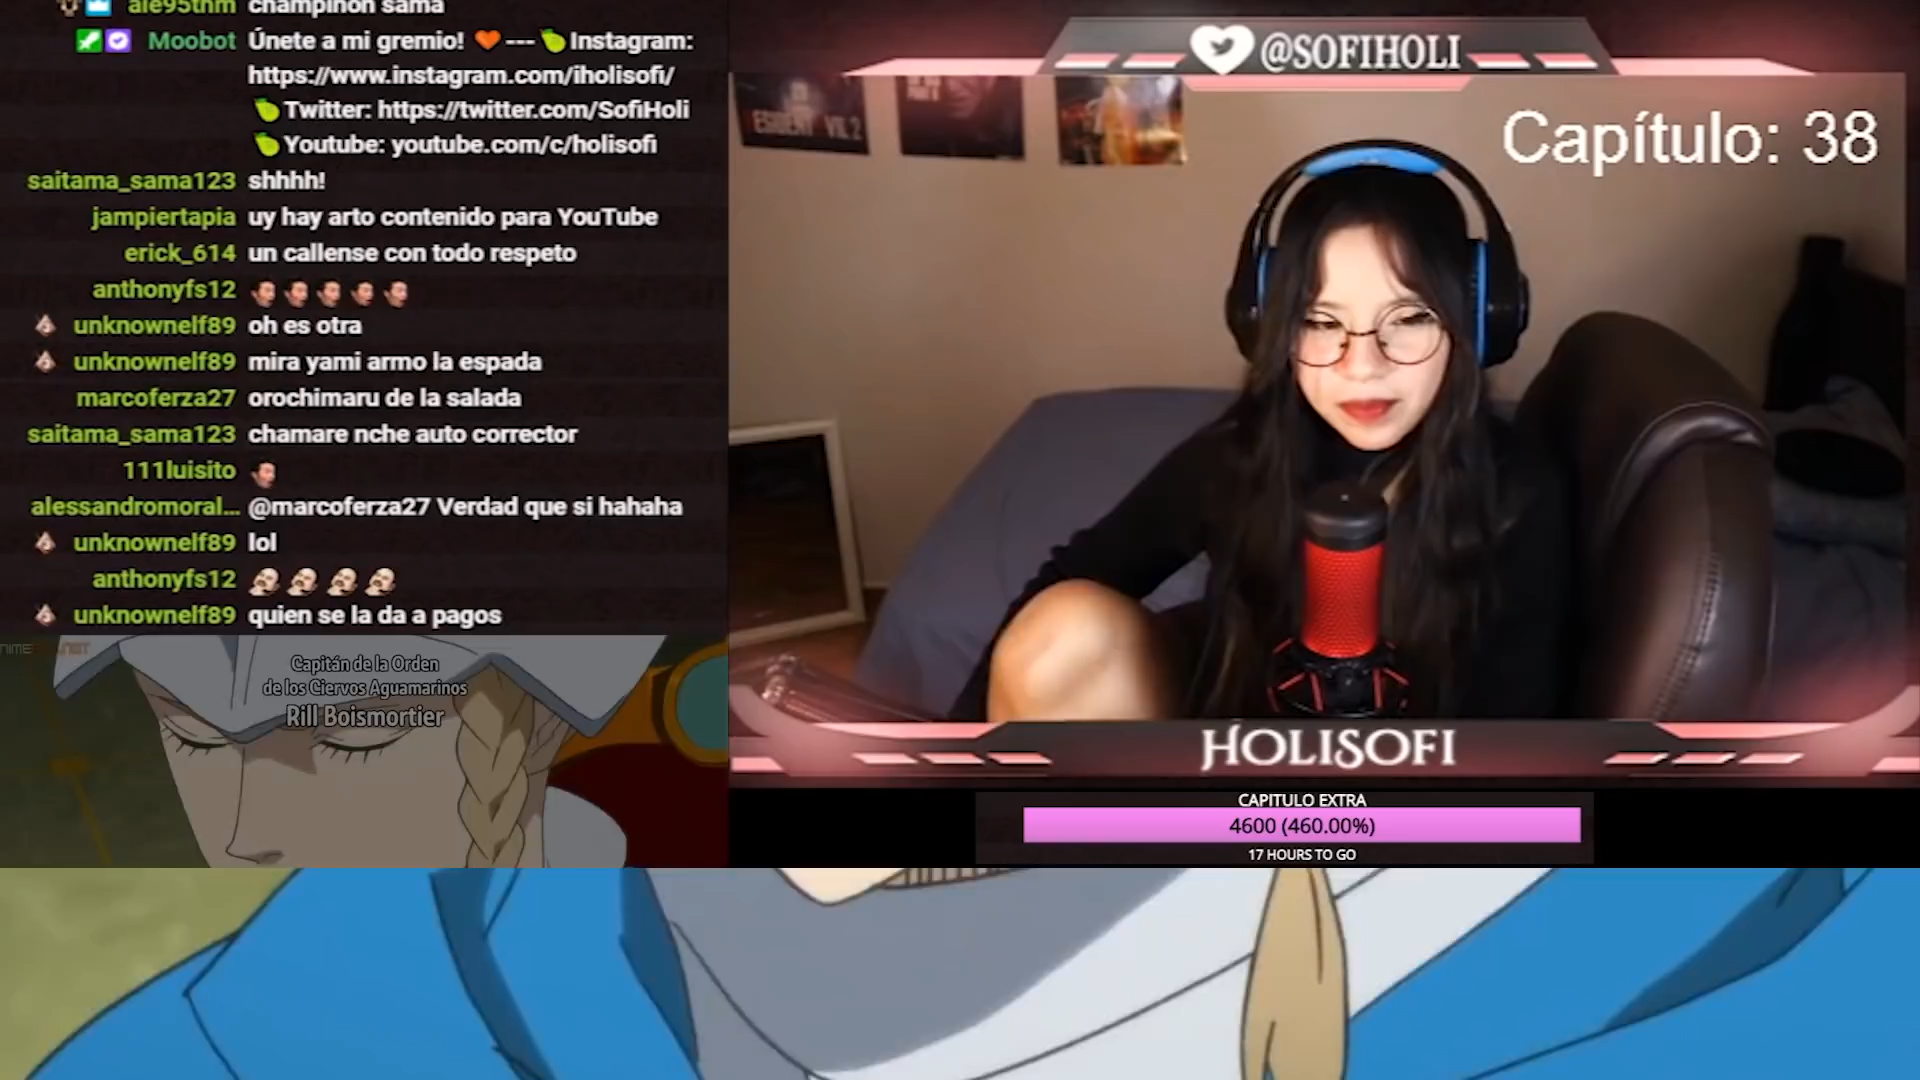 ale95thm champiñon sama
Moobot Únete a mi gremio! --- Instagram:
https://www.instagram.com/iholisofi/
Twitter: https://twitter.com/SofiHoli
Youtube: youtube.com/c/holisofi
saitama_sama123 shhhh!
jampiertapia uy hay arto contenido para YouTube
erick_614 un callense con todo respeto
anthonyfs12
unknownelf89 oh es otra
unknownelf89 mira yami armo la espada
marcoferza27 orochimaru de la salada
saitama_sama123 chamare nche auto corrector
111luisito
alessandromoral... @marcoferza27 Verdad que si hahaha
unknownelf89 lol
anthonyfs12
unknownelf89 quien se la da a pagos
Capitán de la Orden
de los Ciervos Aguamarinos
Rill Boismortier
@SOFIHOLI
Capítulo: 38
HOLISOFI
CAPITULO EXTRA
4600 (460.00%)
17 HOURS TO GO